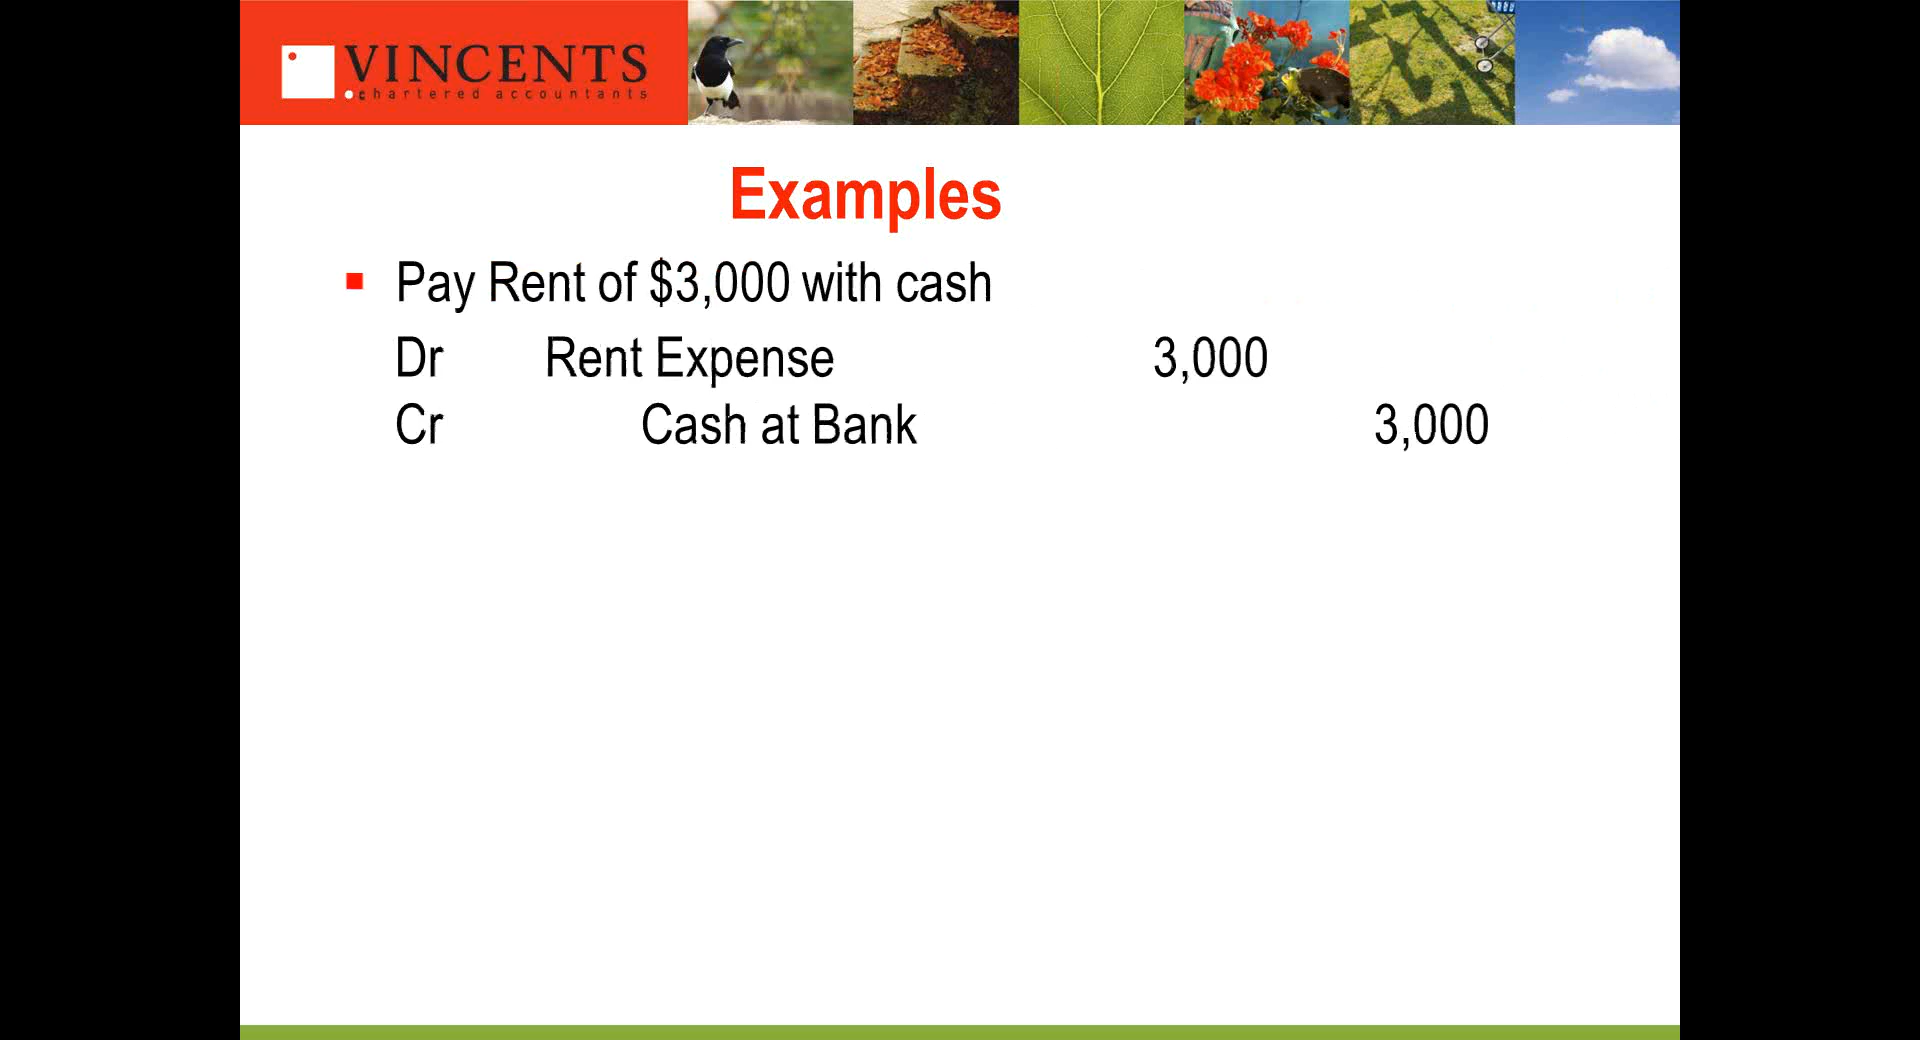 VINCENTS
chartered accountants
Examples
Pay Rent of $3,000 with cash
Dr Rent Expense 3,000
Cr Cash at Bank 3,000